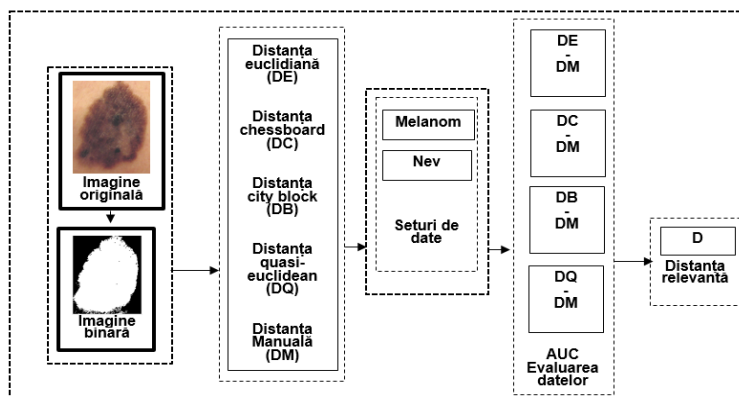 Imagine
originală
Imagine
binară
Distanța
euclidiană
(DE)
Distanța
chessboard
(DC)
Distanța
city block
(DB)
Distanța
quasi-
euclidean
(DQ)
Distanța
Manuală
(DM)
Melanom
Nev
Seturi de
date
DE
-
DM
DC
-
DM
DB
-
DM
DQ
-
DM
AUC
Evaluarea
datelor
D
Distanta
relevantă